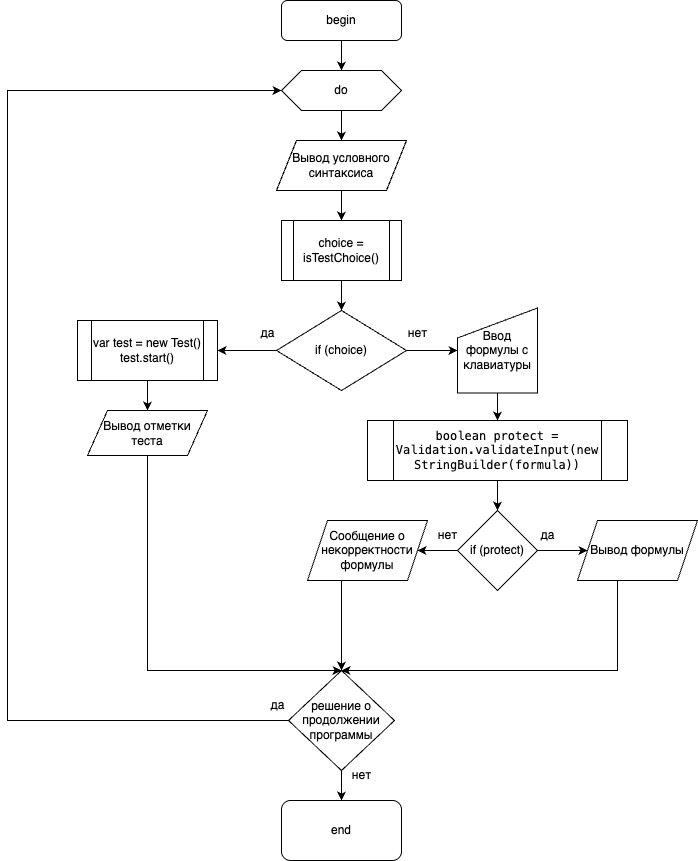 begin
do
Вывод условного
синтаксиса
choice =
isTestChoice()
да
if (choice)
нет
var test = new Test()
test.start()
Ввод
формулы с
клавиатуры
Вывод отметки
теста
boolean protect =
Validation.validateInput(new
StringBuilder(formula))
Сообщение о
некорректности
формулы
нет
if (protect)
да
Вывод формулы
да
решение о
продолжении
программы
нет
end